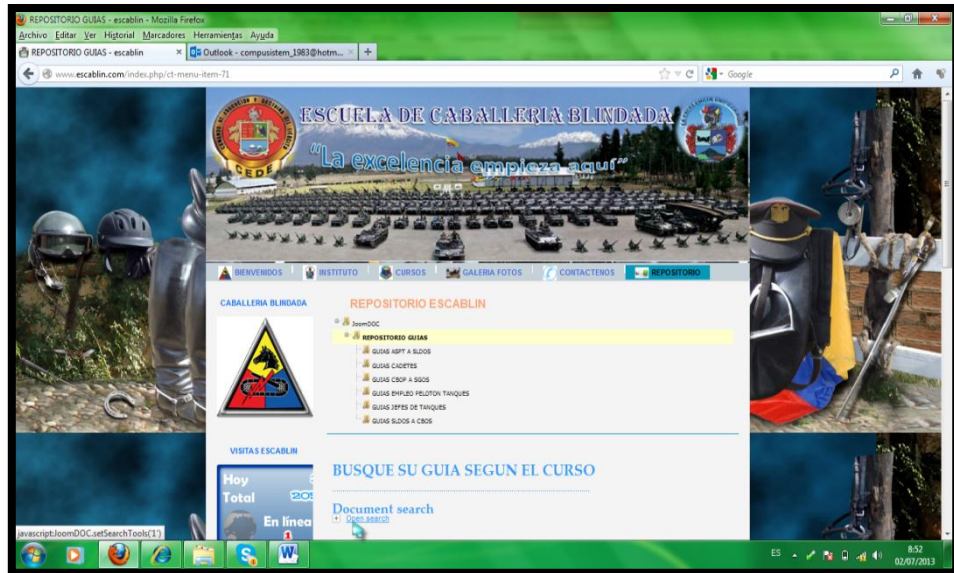 REPOSITORIO GUIAS - escablin - Mozilla Firefox
Archivo Editar Ver Historial Marcadores Herramientas Ayuda
REPOSITORIO GUIAS - escablin × Outlook - compusistem_1983@hotm... × +
www.escablin.com/index.php/ct-menu-item-71 Google
ESCUELA DE CABALLERIA BLINDADA
"La excelencia empieza aqui"
CEDE
BIENVENIDOS INSTITUTO CURSOS GALERIA FOTOS CONTACTENOS REPOSITORIO
CABALLERIA BLINDADA
REPOSITORIO ESCABLIN
JoomDOC
REPOSITORIO GUIAS
GUIAS ASPT A SLDOS
GUIAS CADETES
GUIAS CBOP A SGOS
GUIAS EMPLEO PELOTON TANQUES
GUIAS JEFES DE TANQUES
GUIAS SLDOS A CBOS
VISITAS ESCABLIN
Hoy
Total 205
En línea
1
BUSQUE SU GUIA SEGUN EL CURSO
Document search
Open search
javascript:JoomDOC.setSearchTools('1')
ES 8:52
02/07/2013